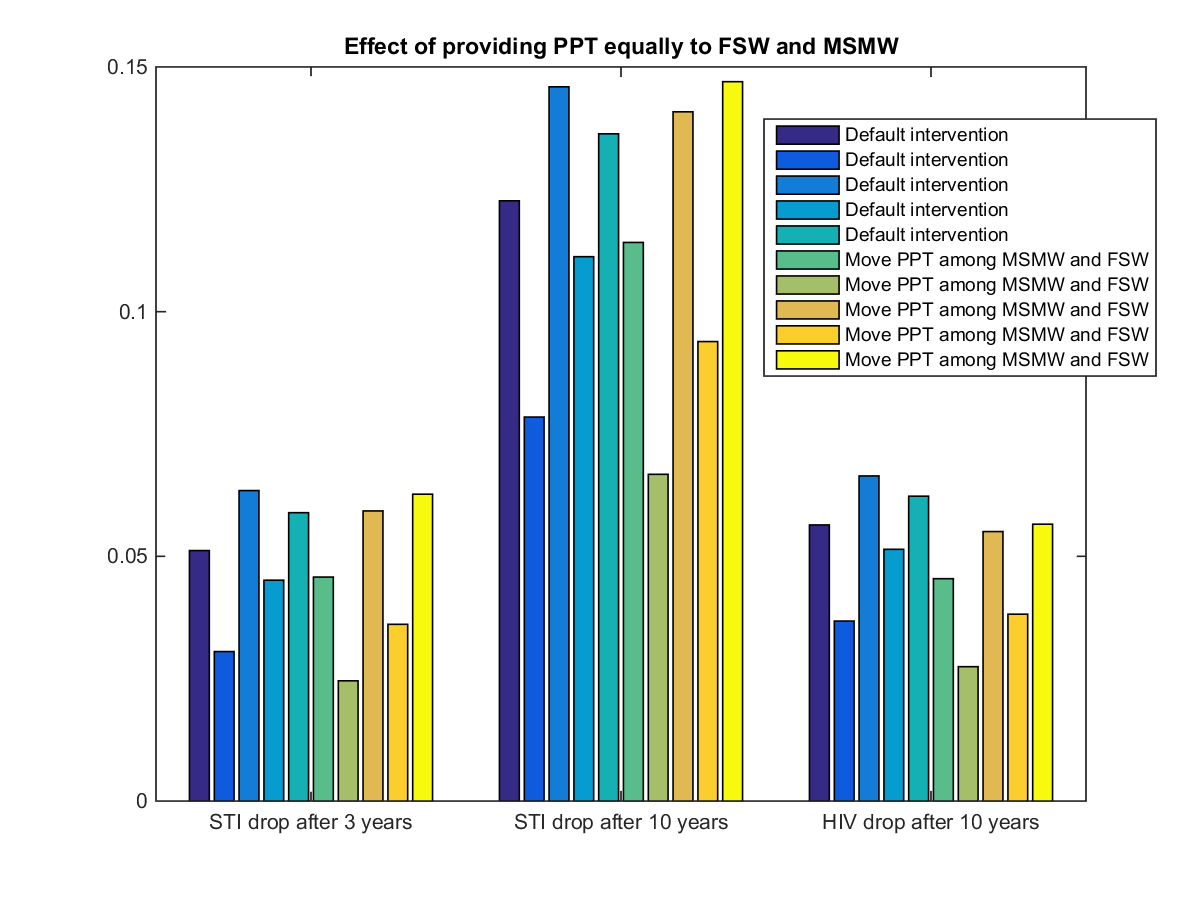 Effect of providing PPT equally to FSW and MSMW
0.15
0.1
0.05
0
Default intervention
Default intervention
Default intervention
Default intervention
Default intervention
Move PPT among MSMW and FSW
Move PPT among MSMW and FSW
Move PPT among MSMW and FSW
Move PPT among MSMW and FSW
Move PPT among MSMW and FSW
STI drop after 3 years
STI drop after 10 years
HIV drop after 10 years